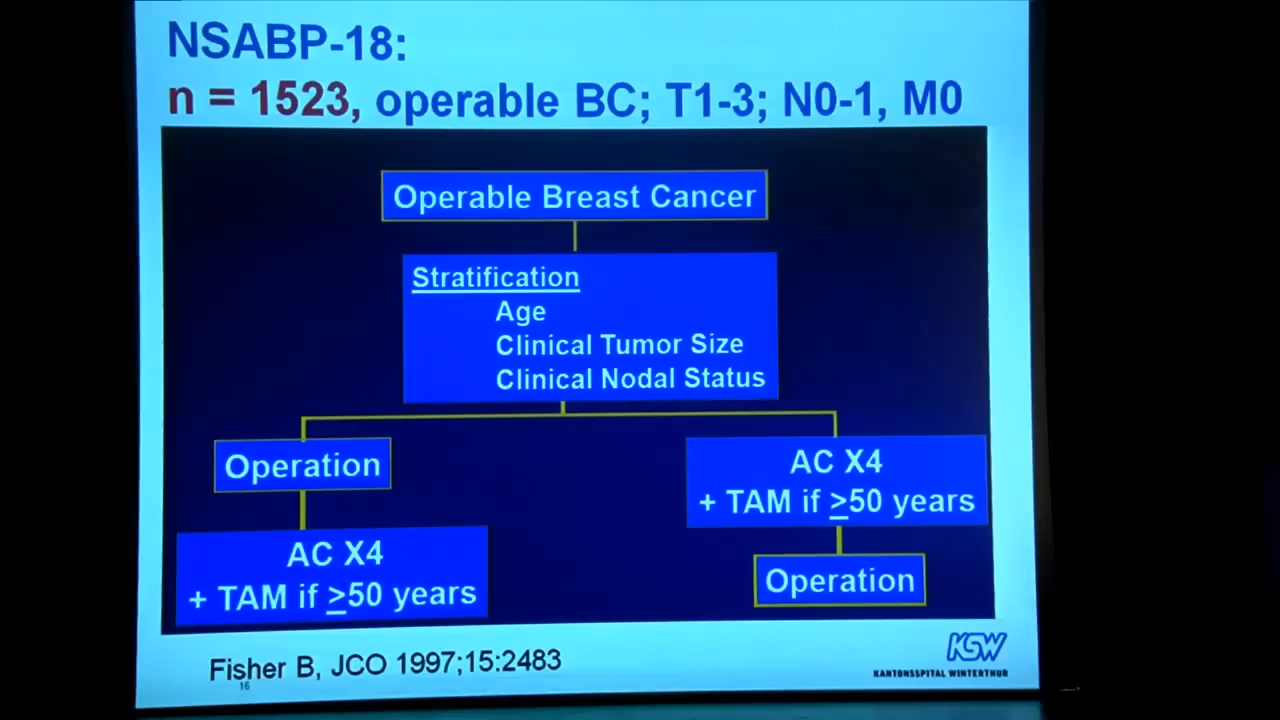 NSABP-18:
n = 1523, operable BC; T1-3; N0-1, M0
Operable Breast Cancer
Stratification
Age
Clinical Tumor Size
Clinical Nodal Status
Operation
AC X4
+ TAM if ≥50 years
AC X4
+ TAM if ≥50 years
Operation
Fisher B, JCO 1997;15:2483
16
KSW
KANTONSSPITAL WINTERTHUR